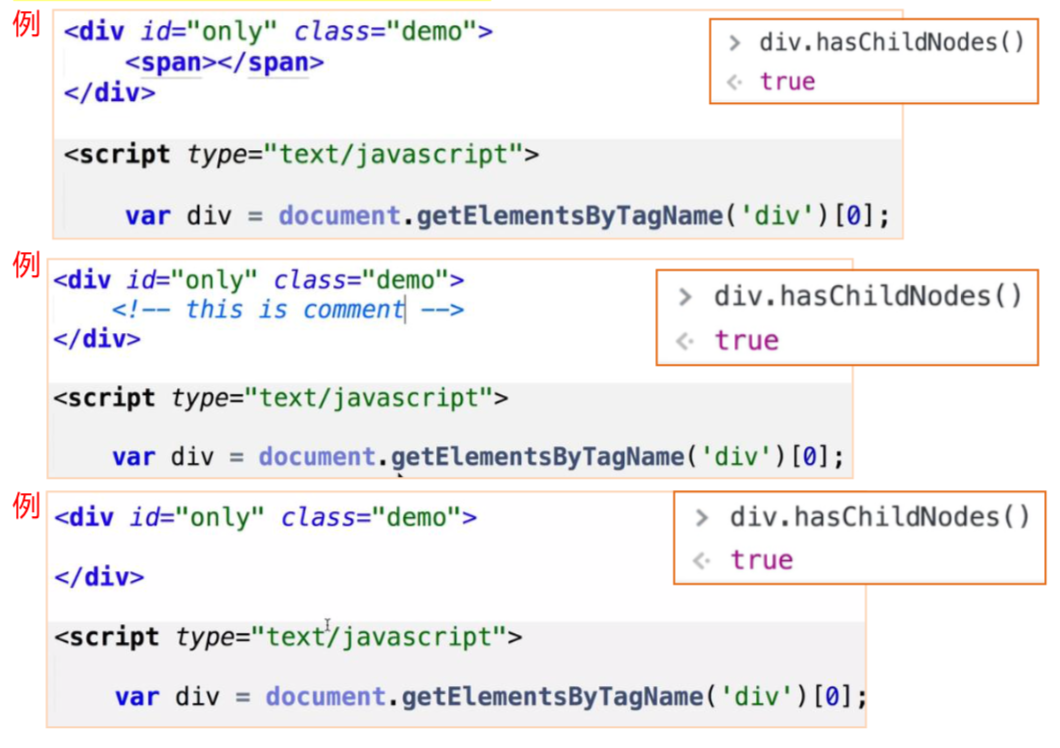 例
<div id="only" class="demo">
<span></span>
</div>
> div.hasChildNodes()
<· true
<script type="text/javascript">
var div = document.getElementsByTagName('div')[0];
例
<div id="only" class="demo">
<!-- this is comment -->
</div>
> div.hasChildNodes()
<· true
<script type="text/javascript">
var div = document.getElementsByTagName('div')[0];
例
<div id="only" class="demo">
</div>
> div.hasChildNodes()
<· true
<script type="text/javascript">
var div = document.getElementsByTagName('div')[0];